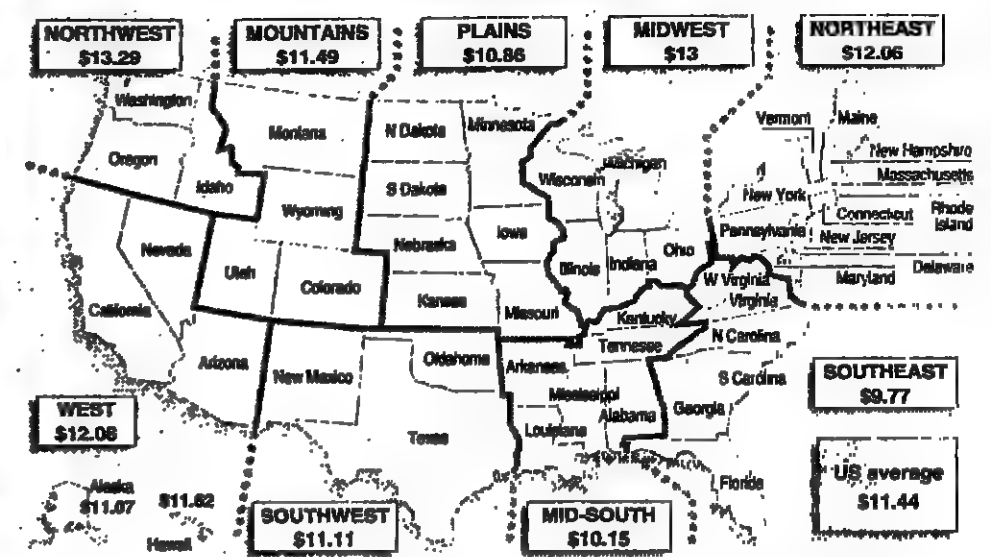 NORTHWEST
$13.29
MOUNTAINS
$11.49
PLAINS
$10.86
MIDWEST
$13
NORTHEAST
$12.06
Washington
Oregon
Idaho
Montana
Wyoming
N Dakota
S Dakota
Nebraska
Kansas
Minnesota
Iowa
Missouri
Wisconsin
Michigan
Illinois
Indiana
Ohio
Vermont
Maine
New Hampshire
Massachusetts
New York
Connectcut
Rhode
Island
Pennsylvania
New Jersey
Delaware
Maryland
W Virginia
Virginia
Kentucky
Tennessee
N Carolina
S Carolina
Georgia
Florida
Nevada
California
Utah
Colorado
Arizona
New Mexico
Oklahoma
Texas
Arkansas
Mississippi
Alabama
Louisiana
WEST
$12.06
Alaska
$11.07
$11.62
Hawaii
SOUTHWEST
$11.11
MID-SOUTH
$10.15
SOUTHEAST
$9.77
US average
$11.44